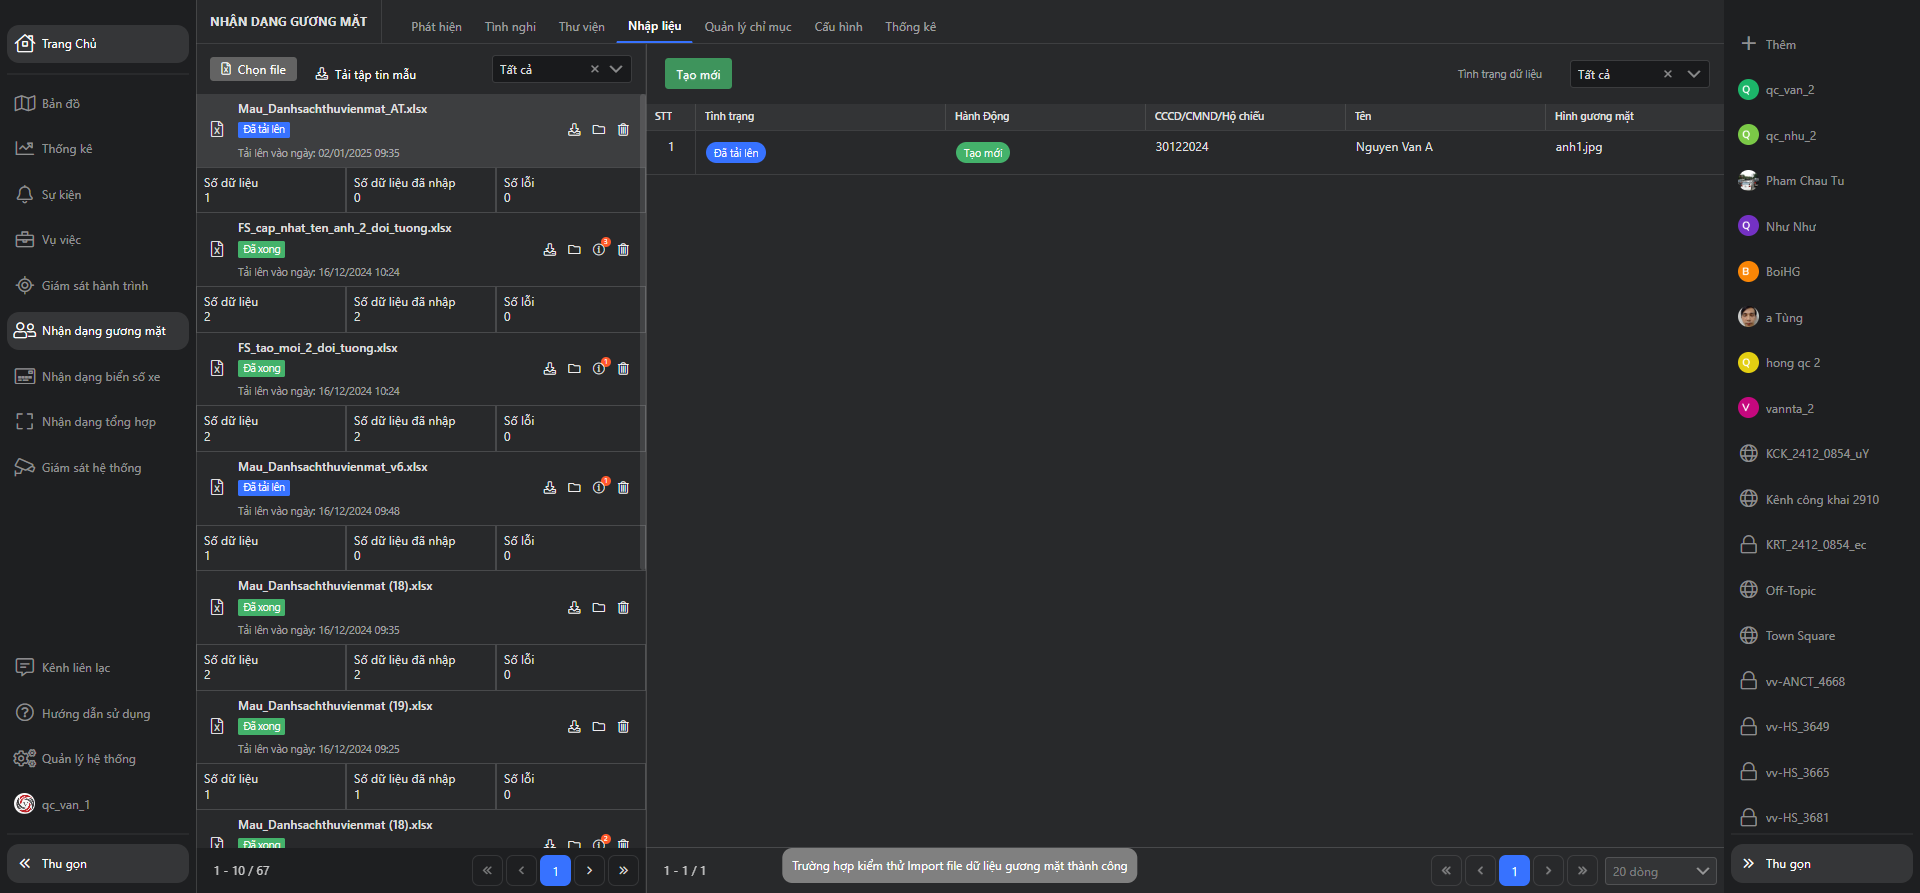 Trang Chủ
Bản đồ
Thống kê
Sự kiện
Vụ việc
Giám sát hành trình
Nhận dạng gương mặt
Nhận dạng biển số xe
Nhận dạng tổng hợp
Giám sát hệ thống
Kênh liên lạc
Hướng dẫn sử dụng
Quản lý hệ thống
qc_van_1
Thu gọn
NHẬN DẠNG GƯƠNG MẶT
Phát hiện Tình nghi Thư viện Nhập liệu Quản lý chỉ mục Cấu hình Thống kê
Chọn file Tải tập tin mẫu Tất cả
Mau_Danhsachthuvienmat_AT.xlsx
Đã tải lên
Tải lên vào ngày: 02/01/2025 09:35
Số dữ liệu Số dữ liệu đã nhập Số lỗi
1 0 0
FS_cap_nhat_ten_anh_2_doi_tuong.xlsx
Đã xong 3
Tải lên vào ngày: 16/12/2024 10:24
Số dữ liệu Số dữ liệu đã nhập Số lỗi
2 2 0
FS_tao_moi_2_doi_tuong.xlsx
Đã xong 1
Tải lên vào ngày: 16/12/2024 10:24
Số dữ liệu Số dữ liệu đã nhập Số lỗi
2 2 0
Mau_Danhsachthuvienmat_v6.xlsx
Đã tải lên 1
Tải lên vào ngày: 16/12/2024 09:48
Số dữ liệu Số dữ liệu đã nhập Số lỗi
1 0 0
Mau_Danhsachthuvienmat (18).xlsx
Đã xong
Tải lên vào ngày: 16/12/2024 09:35
Số dữ liệu Số dữ liệu đã nhập Số lỗi
2 2 0
Mau_Danhsachthuvienmat (19).xlsx
Đã xong
Tải lên vào ngày: 16/12/2024 09:25
Số dữ liệu Số dữ liệu đã nhập Số lỗi
1 1 0
Mau_Danhsachthuvienmat (18).xlsx
Đã xong 2
1 - 10 / 67 1
Tạo mới Tình trạng dữ liệu Tất cả
STT Tình trạng Hành Động CCCD/CMND/Hộ chiếu Tên Hình gương mặt
1 Đã tải lên Tạo mới 30122024 Nguyen Van A anh1.jpg
1 - 1 / 1 1 20 dòng
Trường hợp kiểm thử Import file dữ liệu gương mặt thành công
Thêm
Q qc_van_2
Q qc_nhu_2
Pham Chau Tu
Q Như Như
B BoiHG
a Tùng
Q hong qc 2
V vannta_2
KCK_2412_0854_uY
Kênh công khai 2910
KRT_2412_0854_ec
Off-Topic
Town Square
vv-ANCT_4668
vv-HS_3649
vv-HS_3665
vv-HS_3681
Thu gọn